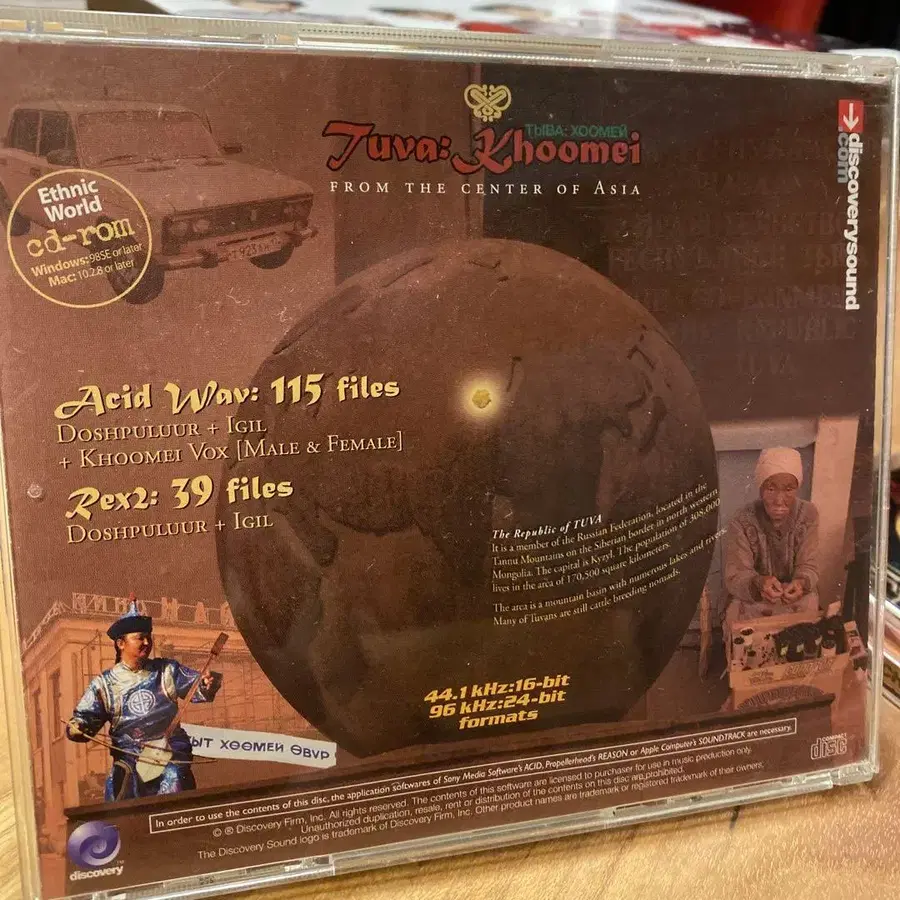 ТЫВА: ХООМЕЙ
Tuva: Khoomei
FROM THE CENTER OF ASIA
discoverysound
.com
Ethnic
World
cd-rom
Windows: 98SE or later
Mac: 10.2.8 or later
Acid Wav: 115 files
DOSHPULUUR + IGIL
+ KHOOMEI VOX [MALE & FEMALE]
Rex2: 39 files
DOSHPULUUR + IGIL
The Republic of TUVA
It is a member of the Russian Federation, located in the
Tannu Mountains on the Siberian border in north western
Mongolia. The capital is Kyzyl. The population of 308,000
lives in the area of 170,500 square kilometers.
The area is a mountain basin with numerous lakes and rivers.
Many of Tuvans are still cattle breeding nomads.
44.1 kHz:16-bit
96 kHz:24-bit
formats
ЫТ ХӨӨМЕЙ ӨВҮР
In order to use the contents of this disc, the application softwares of Sony Media Software's ACID, Propellerhead's REASON or Apple Computer's SOUNDTRACK are necessary.
© ℗ Discovery Firm, Inc. All rights reserved. The contents of this software are licensed to purchaser for use in music production only.
Unauthorized duplication, resale, rent or distribution of the contents on this disc are prohibited.
The Discovery Sound logo is trademark of Discovery Firm, Inc. Other product names are trademark or registered trademark of their owners.
COMPACT
disc
discovery™